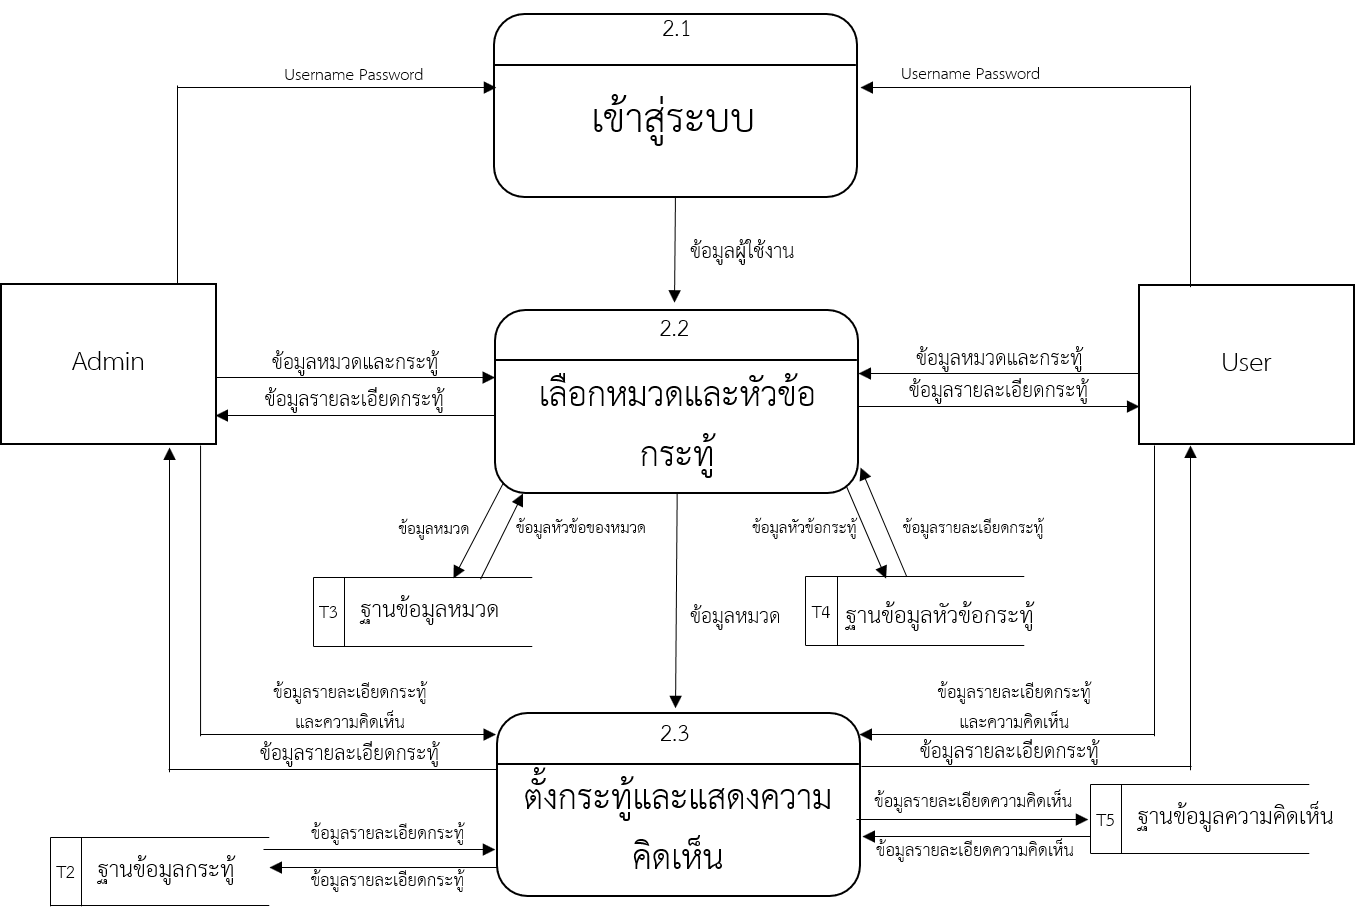 2.1
Username Password
Username Password
เข้าสู่ระบบ
ข้อมูลผู้ใช้งาน
2.2
Admin
ข้อมูลหมวดและกระทู้
ข้อมูลหมวดและกระทู้
User
ข้อมูลรายละเอียดกระทู้
เลือกหมวดและหัวข้อ
ข้อมูลรายละเอียดกระทู้
กระทู้
ข้อมูลหมวด
ข้อมูลหัวข้อของหมวด
ข้อมูลหัวข้อกระทู้
ข้อมูลรายละเอียดกระทู้
T3
ฐานข้อมูลหมวด
ข้อมูลหมวด
T4
ฐานข้อมูลหัวข้อกระทู้
ข้อมูลรายละเอียดกระทู้
และความคิดเห็น
ข้อมูลรายละเอียดกระทู้
และความคิดเห็น
2.3
ข้อมูลรายละเอียดกระทู้
ข้อมูลรายละเอียดกระทู้
ตั้งกระทู้และแสดงความ
คิดเห็น
ข้อมูลรายละเอียดความคิดเห็น
T5
ฐานข้อมูลความคิดเห็น
ข้อมูลรายละเอียดความคิดเห็น
ข้อมูลรายละเอียดกระทู้
T2
ฐานข้อมูลกระทู้
ข้อมูลรายละเอียดกระทู้